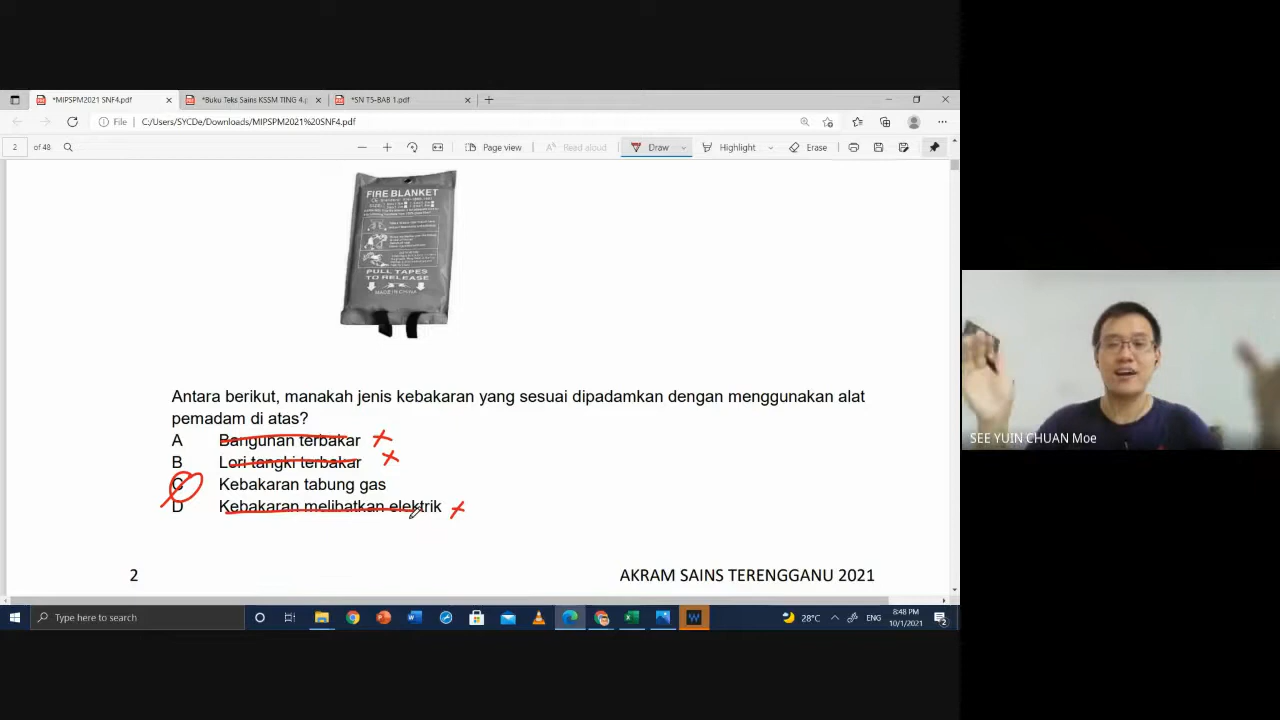 *MIPSPM2021 SNF4.pdf
*Buku Teks Sains KSSM TING 4.p
*SN T5-BAB 1.pdf
File C:/Users/SYCDe/Downloads/MIPSPM2021%20SNF4.pdf
2 of 48
Page view
Read aloud
Draw
Highlight
Erase
FIRE BLANKET
PULL TAPES
TO RELEASE
MADE IN CHINA
Antara berikut, manakah jenis kebakaran yang sesuai dipadamkan dengan menggunakan alat
pemadam di atas?
A Bangunan terbakar
B Lori tangki terbakar
C Kebakaran tabung gas
D Kebakaran melibatkan elektrik
2 AKRAM SAINS TERENGGANU 2021
SEE YUIN CHUAN Moe
Type here to search
28°C
ENG
8:48 PM
10/1/2021
2